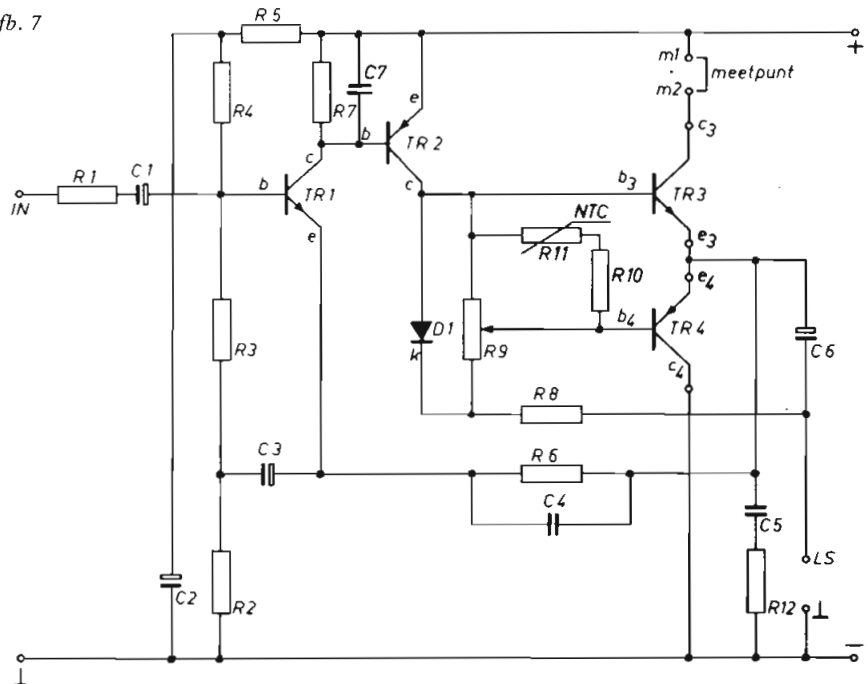 fb. 7
R5
+
m1
meetpunt
m2
C7
R4
R7
e
c3
c
b
TR2
R1
C1
b
TR1
c
b3
TR3
IN
e
NTC
e3
R11
R10
e4
R3
D1
k
R9
b4
TR4
C6
c4
R8
C3
R6
C4
C5
LS
C2
R2
R12
⊥
⊥
−